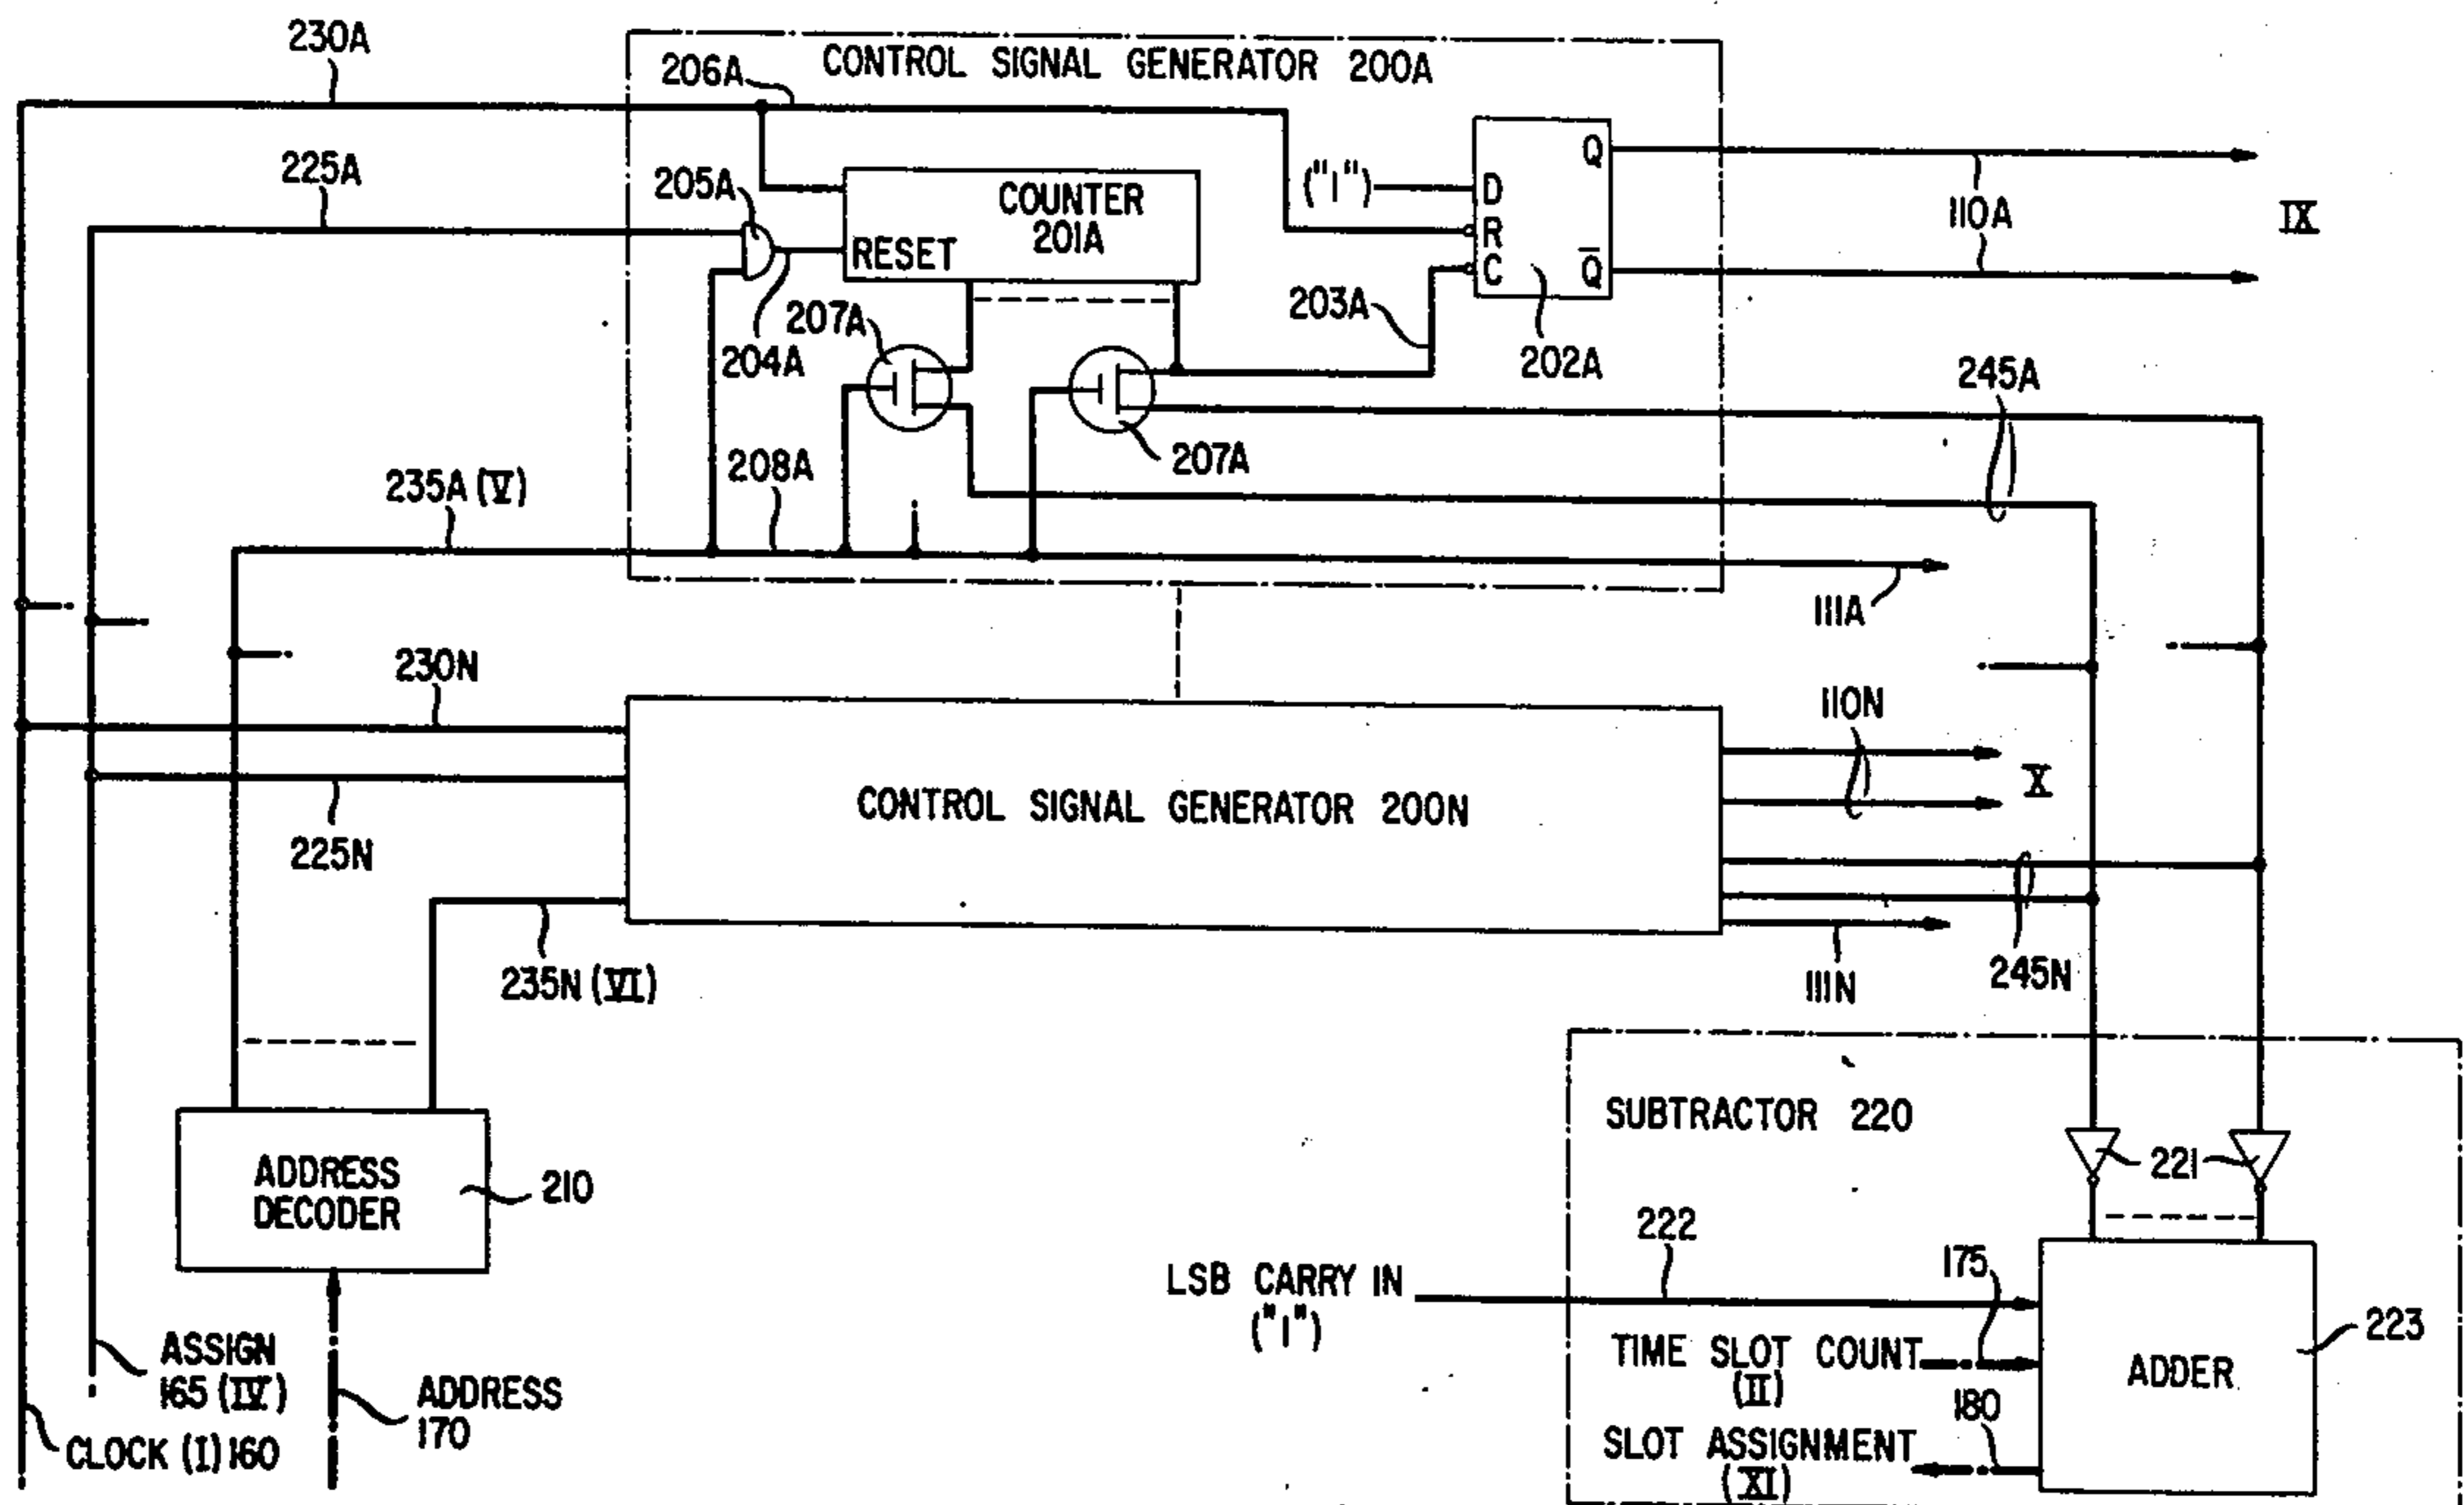 230A
206A
CONTROL SIGNAL GENERATOR 200A
225A
205A
COUNTER
201A
RESET
("1")
D
R
C
Q
Q̅
110A
IX
207A
204A
203A
202A
245A
207A
235A (V)
208A
111A
230N
110N
X
CONTROL SIGNAL GENERATOR 200N
225N
235N (VI)
111N
245N
SUBTRACTOR 220
221
ADDRESS
DECODER
210
222
LSB CARRY IN
("1")
175
TIME SLOT COUNT
(II)
223
ADDER
ASSIGN
165 (IV)
ADDRESS
170
180
SLOT ASSIGNMENT
(XI)
CLOCK (I) 160